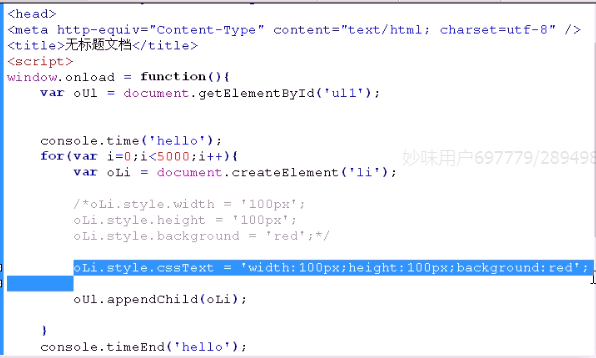 <head>
<meta http-equiv="Content-Type" content="text/html; charset=utf-8" />
<title>无标题文档</title>
<script>
window.onload = function(){
    var oUl = document.getElementById('ul1');
    console.time('hello');
    for(var i=0;i<5000;i++){
妙味用户697779/289498
        var oLi = document.createElement('li');
        /*oLi.style.width = '100px';
        oLi.style.height = '100px';
        oLi.style.background = 'red';*/
        oLi.style.cssText = 'width:100px;height:100px;background:red';
        oUl.appendChild(oLi);
    }
    console.timeEnd('hello');